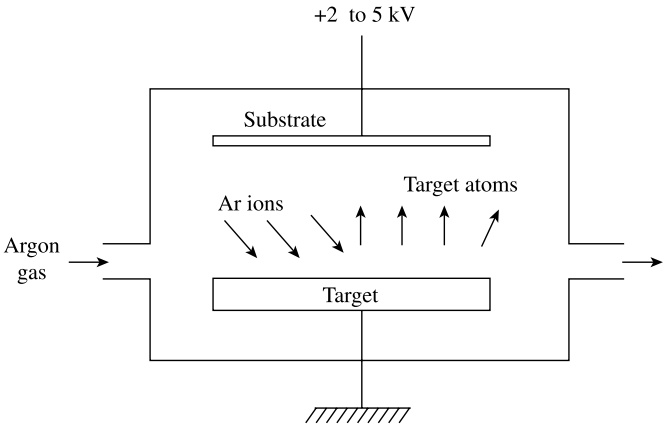 +2 to 5 kV
Substrate
Target atoms
Ar ions
Argon
gas
Target